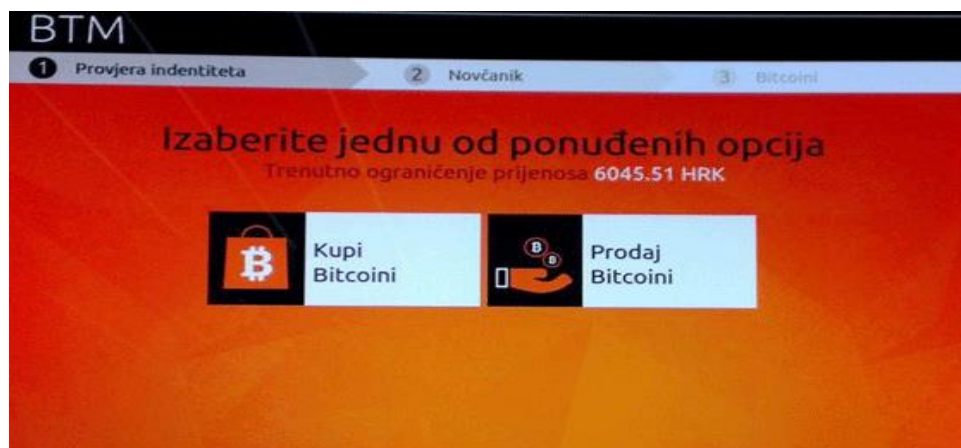 BTM
1 Provjera indentiteta 2 Novčanik 3 Bitcoini
Izaberite jednu od ponuđenih opcija
Trenutno ograničenje prijenosa 6045.51 HRK
Kupi
Bitcoini
Prodaj
Bitcoini